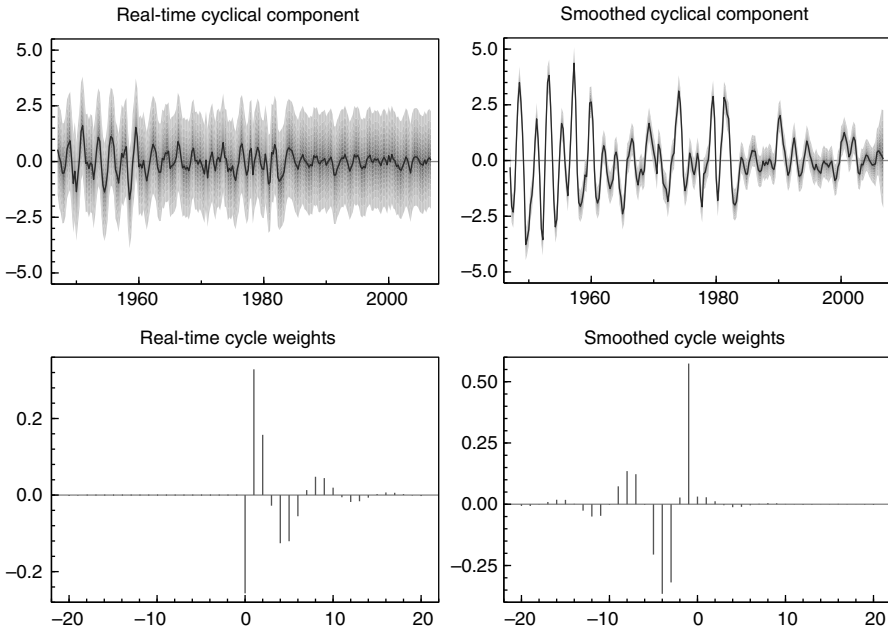 Real-time cyclical component
5.0
2.5
0.0
−2.5
−5.0
1960 1980 2000
Smoothed cyclical component
5.0
2.5
0.0
−2.5
−5.0
1960 1980 2000
Real-time cycle weights
0.2
0.0
−0.2
−20 −10 0 10 20
Smoothed cycle weights
0.50
0.25
0.00
−0.25
−20 −10 0 10 20